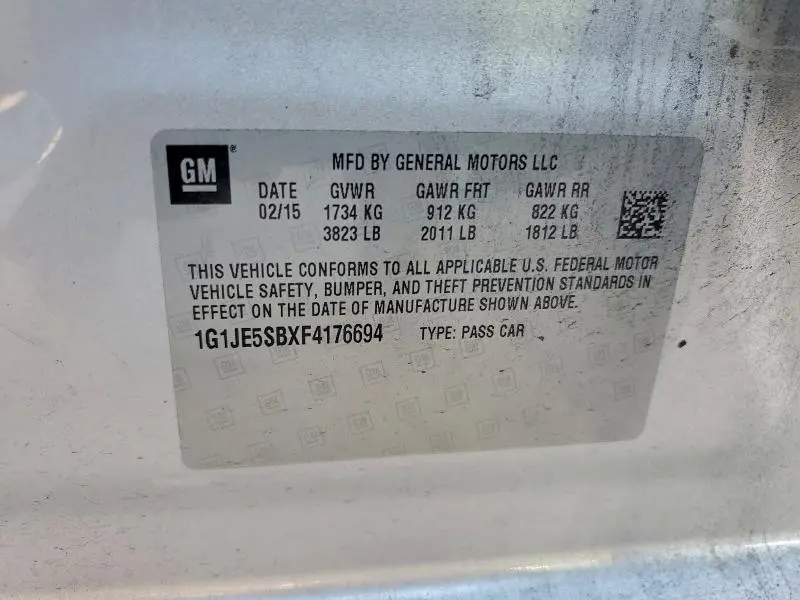 GM®
MFD BY GENERAL MOTORS LLC
DATE GVWR GAWR FRT GAWR RR
02/15 1734 KG 912 KG 822 KG
3823 LB 2011 LB 1812 LB
THIS VEHICLE CONFORMS TO ALL APPLICABLE U.S. FEDERAL MOTOR
VEHICLE SAFETY, BUMPER, AND THEFT PREVENTION STANDARDS IN
EFFECT ON THE DATE OF MANUFACTURE SHOWN ABOVE.
1G1JE5SBXF4176694 TYPE: PASS CAR